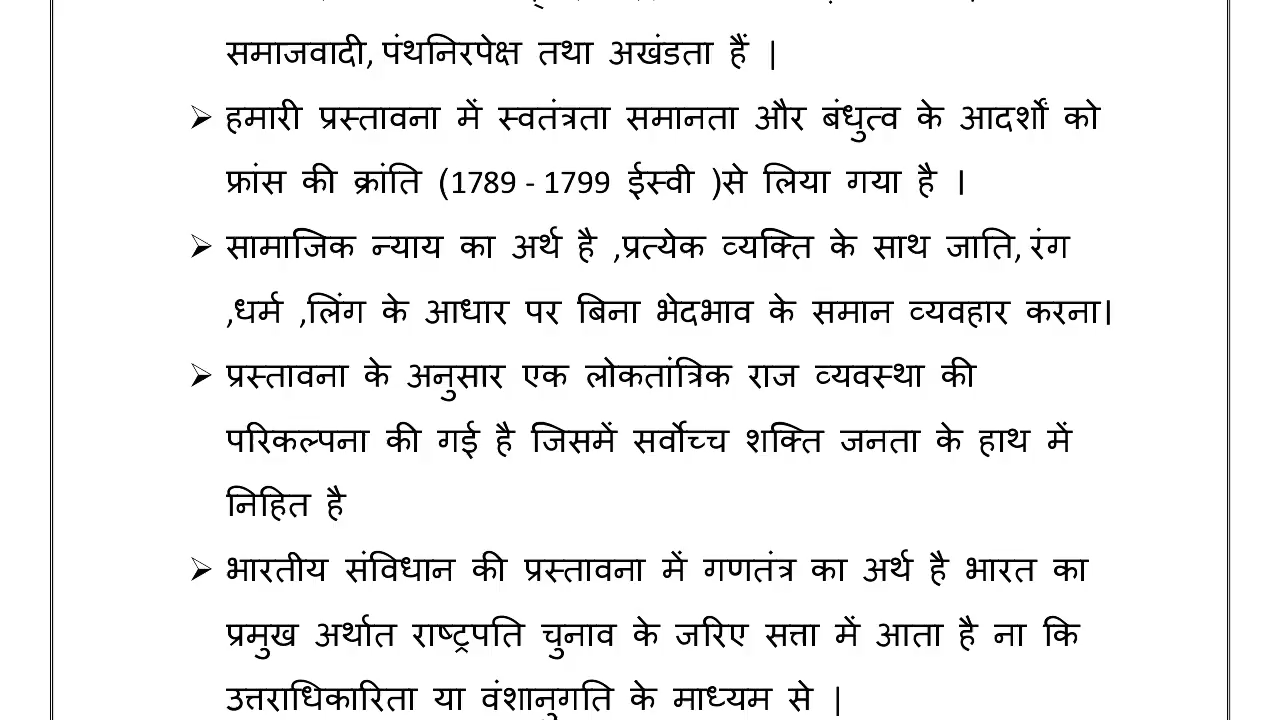 समाजवादी, पंथनिरपेक्ष तथा अखंडता हैं |
➢ हमारी प्रस्तावना में स्वतंत्रता समानता और बंधुत्व के आदर्शों को
फ्रांस की क्रांति (1789 - 1799 ईस्वी )से लिया गया है ।
➢ सामाजिक न्याय का अर्थ है ,प्रत्येक व्यक्ति के साथ जाति, रंग
,धर्म ,लिंग के आधार पर बिना भेदभाव के समान व्यवहार करना।
➢ प्रस्तावना के अनुसार एक लोकतांत्रिक राज व्यवस्था की
परिकल्पना की गई है जिसमें सर्वोच्च शक्ति जनता के हाथ में
निहित है
➢ भारतीय संविधान की प्रस्तावना में गणतंत्र का अर्थ है भारत का
प्रमुख अर्थात राष्ट्रपति चुनाव के जरिए सत्ता में आता है ना कि
उत्तराधिकारिता या वंशानुगति के माध्यम से |